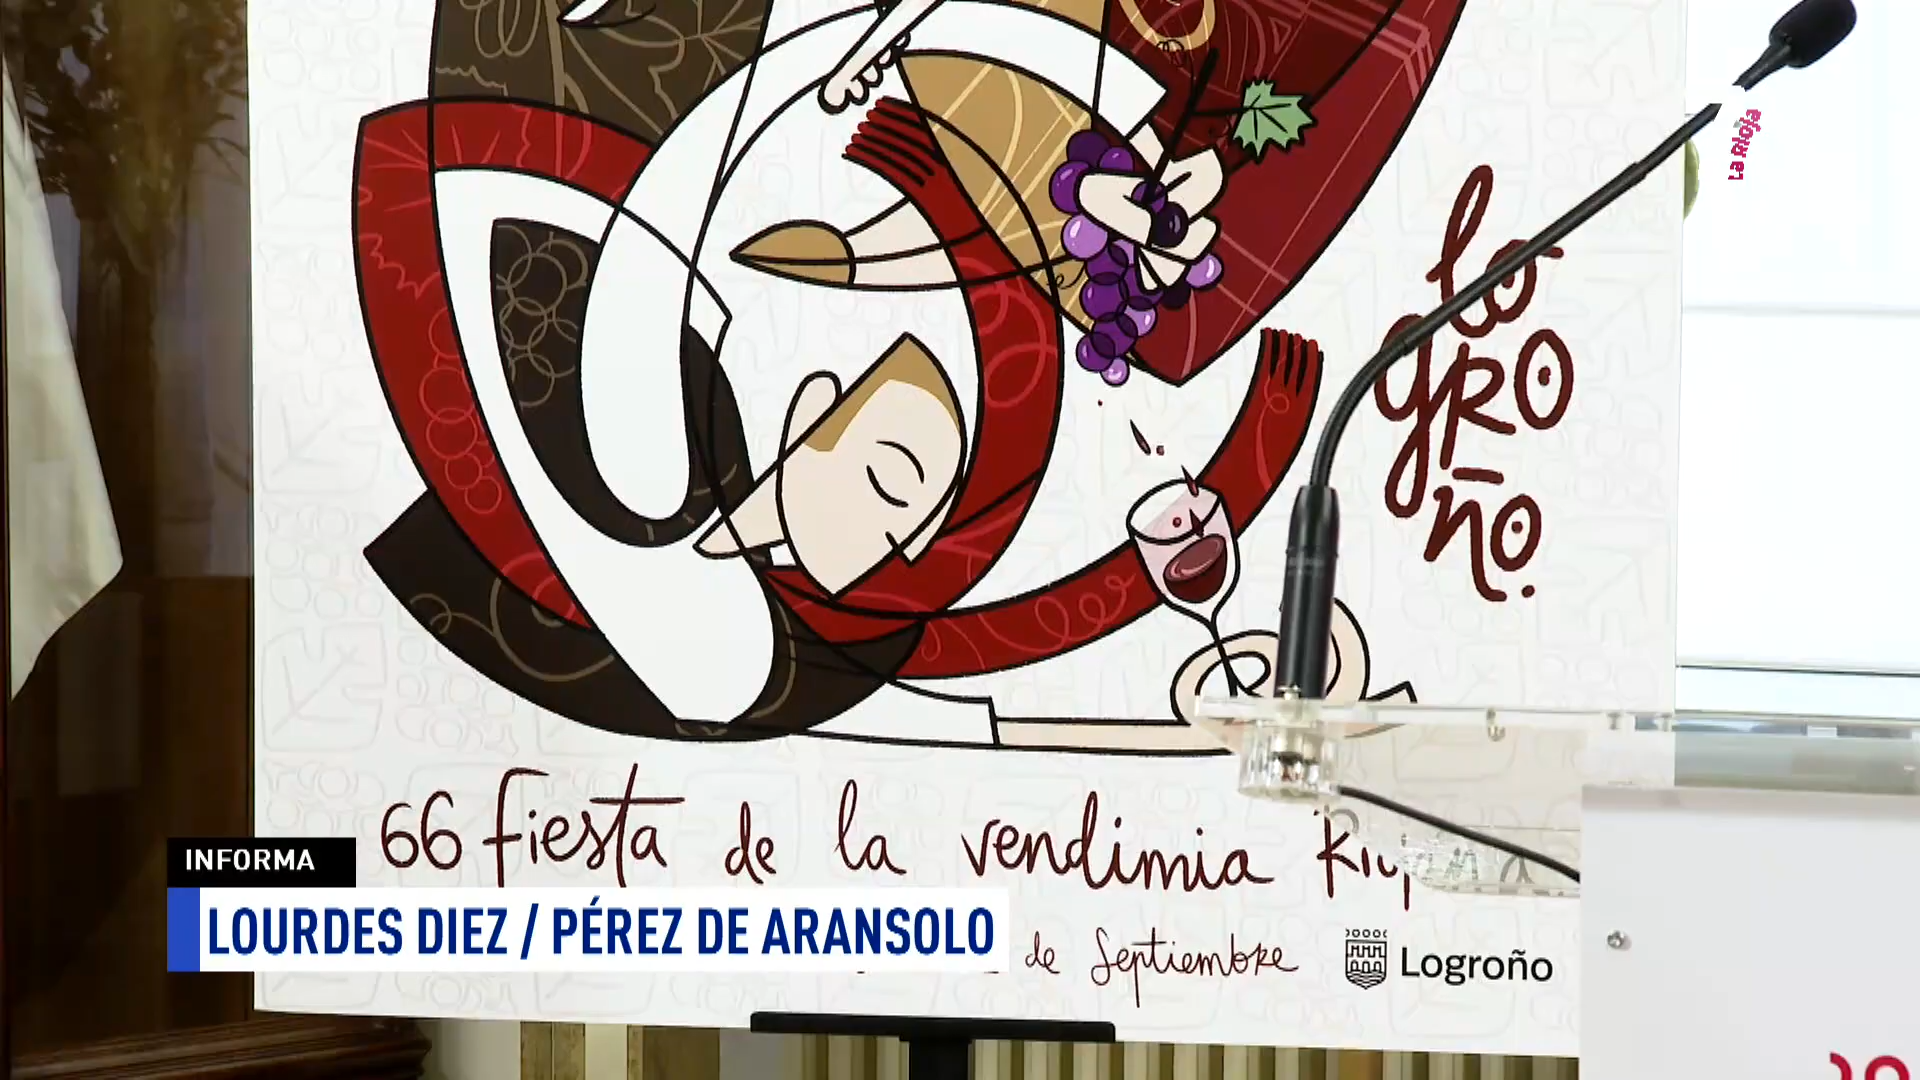 La Rioja
lo
gro
ño.
66 fiesta de la vendimia
INFORMA
LOURDES DIEZ / PÉREZ DE ARANSOLO
de Septiembre
Logroño